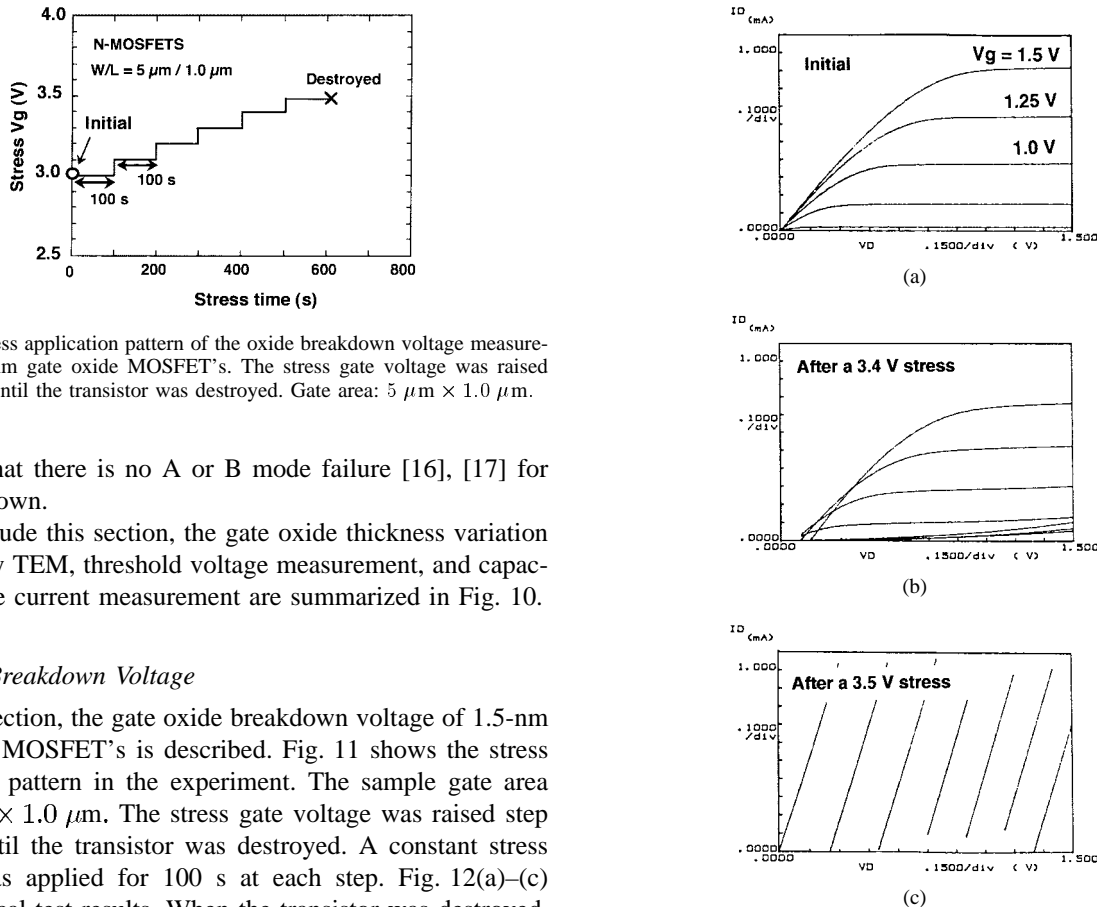 4.0
N-MOSFETS
W/L = 5 μm / 1.0 μm
Destroyed
3.5
Stress Vg (V)
Initial
3.0
100 s
100 s
2.5
0 200 400 600 800
Stress time (s)
ess application pattern of the oxide breakdown voltage measure-
m gate oxide MOSFET's. The stress gate voltage was raised
ntil the transistor was destroyed. Gate area: 5 μm × 1.0 μm.
hat there is no A or B mode failure [16], [17] for
own.
ude this section, the gate oxide thickness variation
y TEM, threshold voltage measurement, and capac-
e current measurement are summarized in Fig. 10.
Breakdown Voltage
ection, the gate oxide breakdown voltage of 1.5-nm
MOSFET's is described. Fig. 11 shows the stress
pattern in the experiment. The sample gate area
× 1.0 μm. The stress gate voltage was raised step
til the transistor was destroyed. A constant stress
as applied for 100 s at each step. Fig. 12(a)–(c)
cal test results. When the transistor was destroyed,
ID
(mA)
1.000
Initial
Vg = 1.5 V
.1000
/div
1.25 V
1.0 V
.0000
.0000 VD .1500/div ( V) 1.500
(a)
ID
(mA)
1.000
After a 3.4 V stress
.1000
/div
.0000
.0000 VD .1500/div ( V) 1.500
(b)
ID
(mA)
1.000
After a 3.5 V stress
.1000
/div
.0000
.0000 VD .1500/div ( V) 1.500
(c)